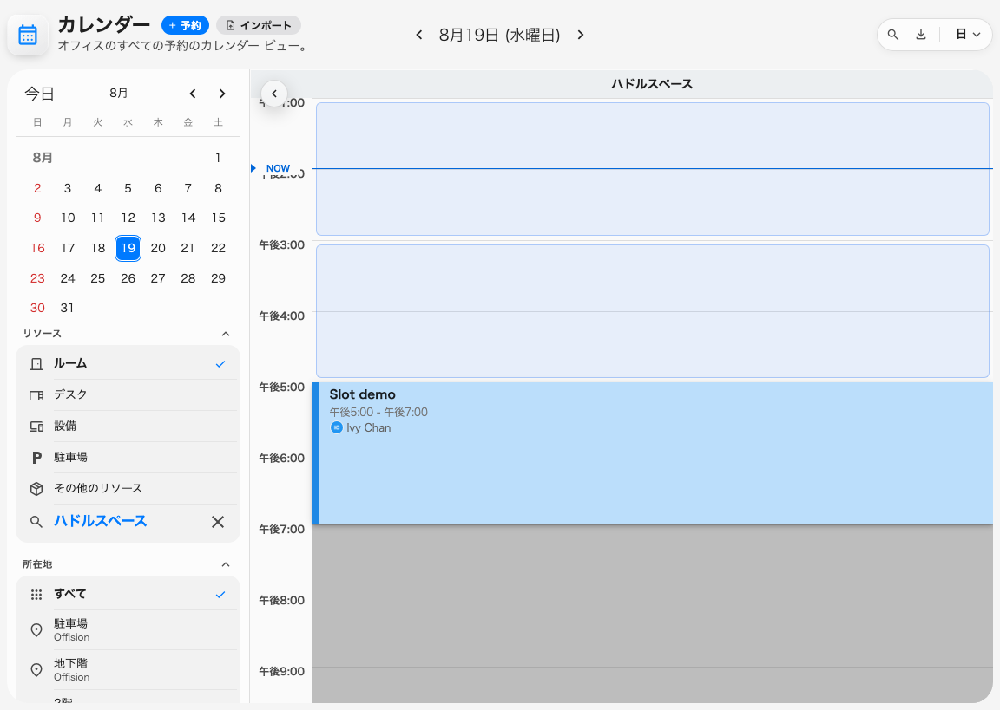 カレンダー
+ 予約
インポート
オフィスのすべての予約のカレンダー ビュー。
8月19日 (水曜日)
日
今日
8月
日 月 火 水 木 金 土
8月 1
2 3 4 5 6 7 8
9 10 11 12 13 14 15
16 17 18 19 20 21 22
23 24 25 26 27 28 29
30 31
リソース
ルーム
デスク
設備
駐車場
その他のリソース
ハドルスペース
所在地
すべて
駐車場
Offision
地下階
Offision
ハドルスペース
NOW
午後3:00
午後4:00
午後5:00
Slot demo
午後5:00 - 午後7:00
Ivy Chan
午後6:00
午後7:00
午後8:00
午後9:00